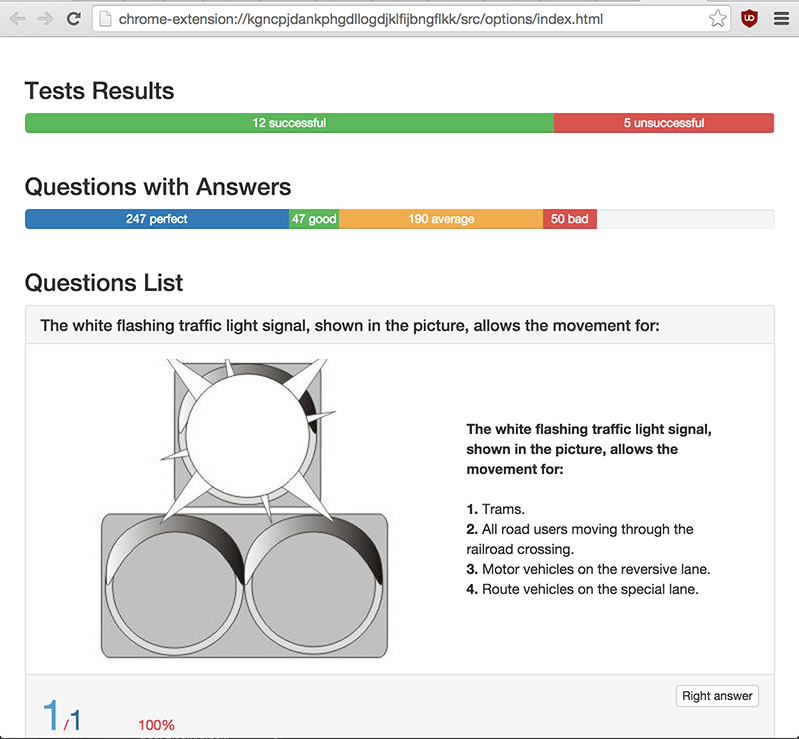 chrome-extension://kgncpjdankphgdllogdjklfijbngflkk/src/options/index.html
Tests Results
12 successful
5 unsuccessful
Questions with Answers
247 perfect
47 good
190 average
50 bad
Questions List
The white flashing traffic light signal, shown in the picture, allows the movement for:
The white flashing traffic light signal,
shown in the picture, allows the
movement for:
1. Trams.
2. All road users moving through the
railroad crossing.
3. Motor vehicles on the reversive lane.
4. Route vehicles on the special lane.
Right answer
1/1
100%